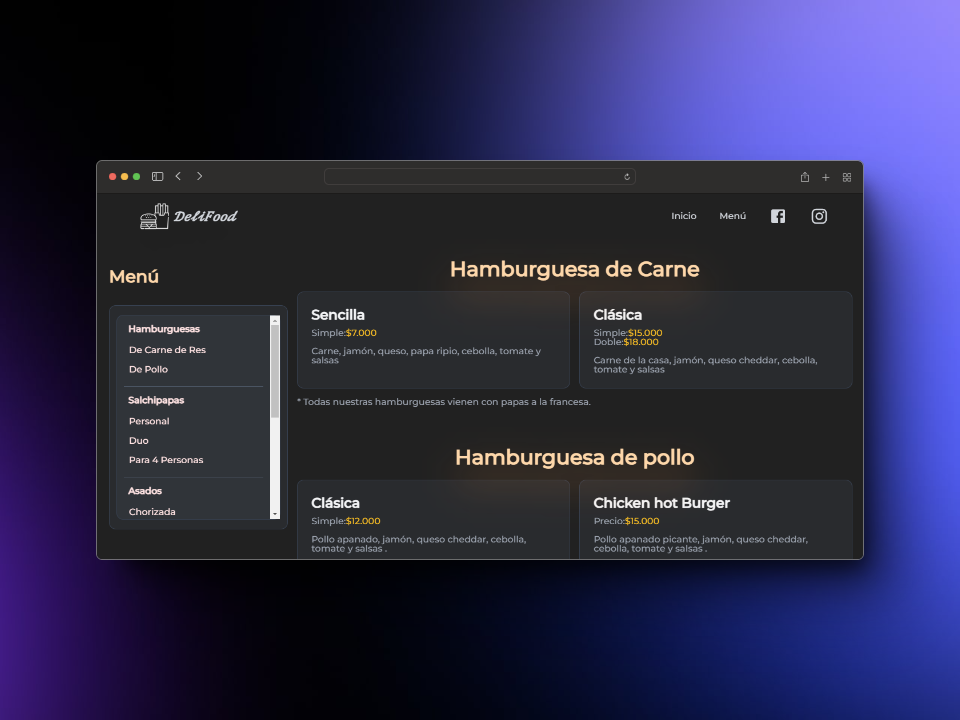 DeliFood
Inicio
Menú
Menú
Hamburguesas
De Carne de Res
De Pollo
Salchipapas
Personal
Duo
Para 4 Personas
Asados
Chorizada
Hamburguesa de Carne
Sencilla
Simple:$7.000
Carne, jamón, queso, papa ripio, cebolla, tomate y
salsas
Clásica
Simple:$15.000
Doble:$18.000
Carne de la casa, jamón, queso cheddar, cebolla,
tomate y salsas
* Todas nuestras hamburguesas vienen con papas a la francesa.
Hamburguesa de pollo
Clásica
Simple:$12.000
Pollo apanado, jamón, queso cheddar, cebolla,
tomate y salsas .
Chicken hot Burger
Precio:$15.000
Pollo apanado picante, jamón, queso cheddar,
cebolla, tomate y salsas .